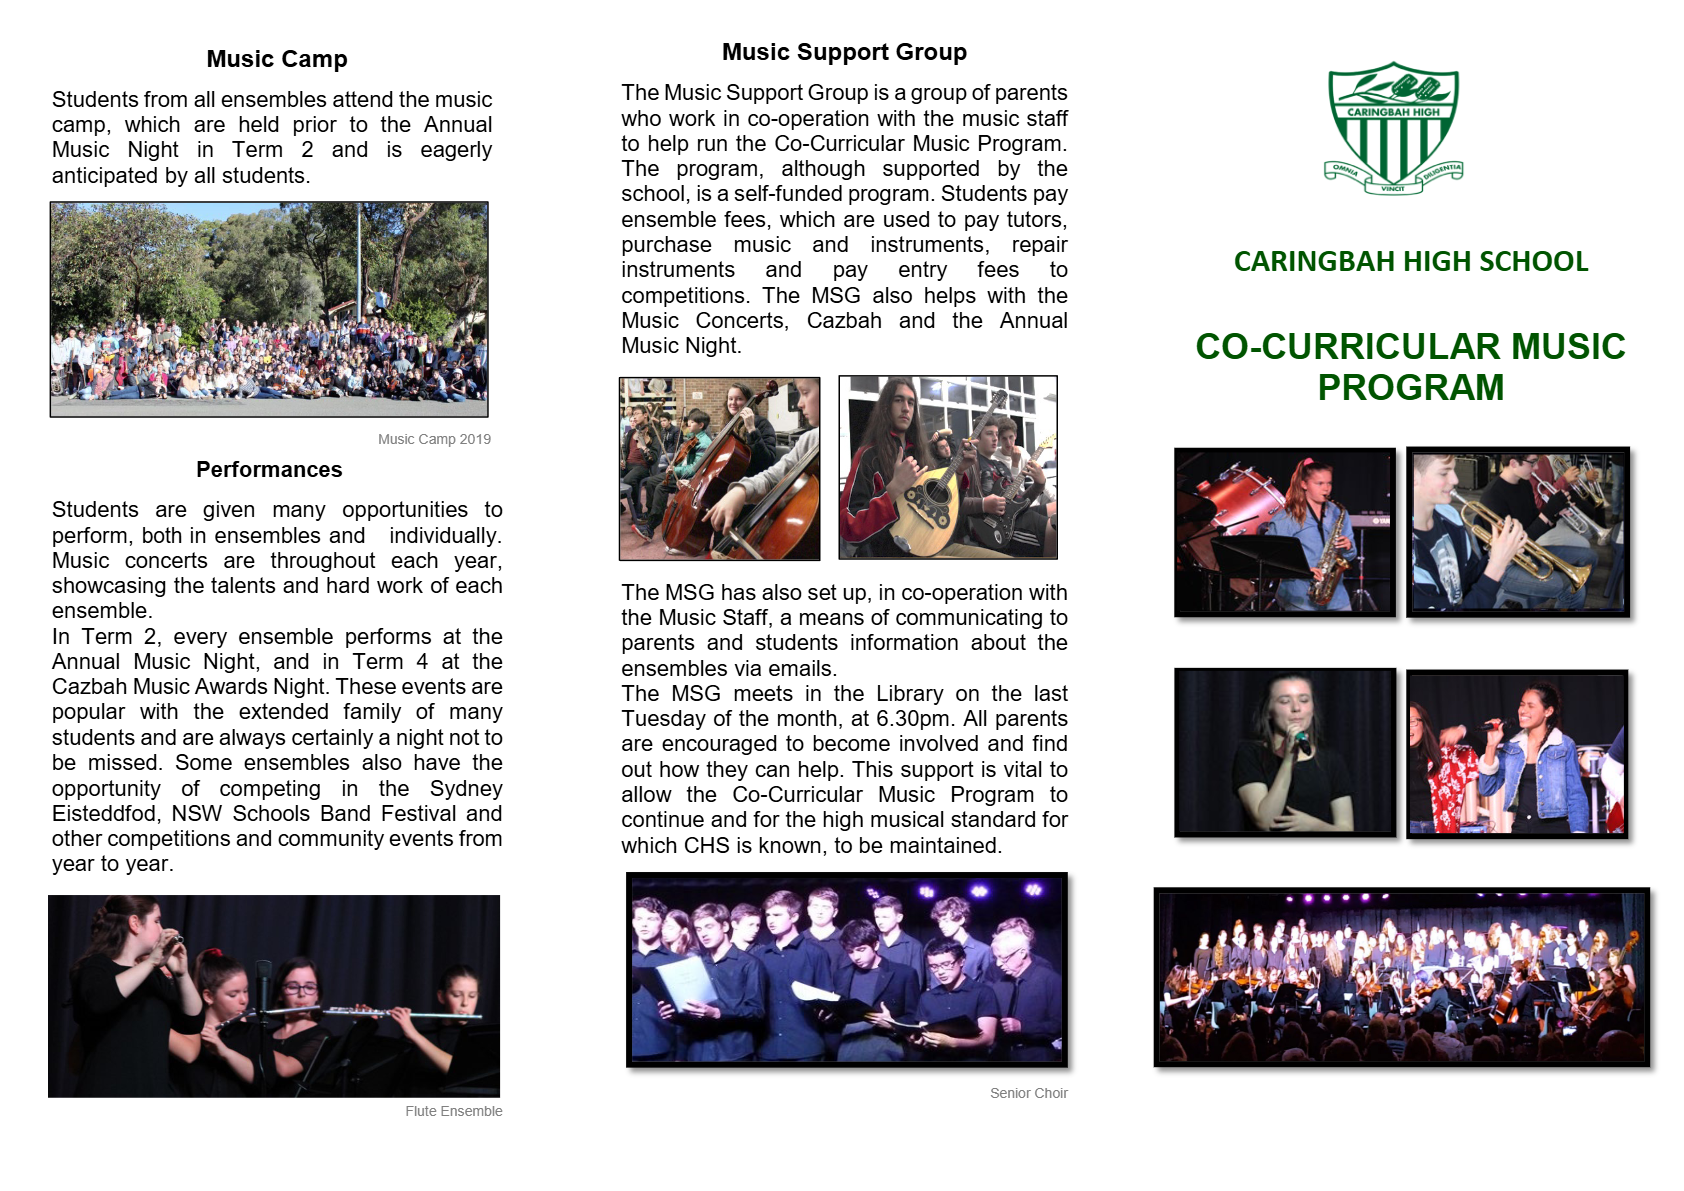 Music Camp
Students from all ensembles attend the music
camp, which are held prior to the Annual
Music Night in Term 2 and is eagerly
anticipated by all students.
Music Camp 2019
Performances
Students are given many opportunities to
perform, both in ensembles and individually.
Music concerts are throughout each year,
showcasing the talents and hard work of each
ensemble.
In Term 2, every ensemble performs at the
Annual Music Night, and in Term 4 at the
Cazbah Music Awards Night. These events are
popular with the extended family of many
students and are always certainly a night not to
be missed. Some ensembles also have the
opportunity of competing in the Sydney
Eisteddfod, NSW Schools Band Festival and
other competitions and community events from
year to year.
Flute Ensemble
Music Support Group
The Music Support Group is a group of parents
who work in co-operation with the music staff
to help run the Co-Curricular Music Program.
The program, although supported by the
school, is a self-funded program. Students pay
ensemble fees, which are used to pay tutors,
purchase music and instruments, repair
instruments and pay entry fees to
competitions. The MSG also helps with the
Music Concerts, Cazbah and the Annual
Music Night.
The MSG has also set up, in co-operation with
the Music Staff, a means of communicating to
parents and students information about the
ensembles via emails.
The MSG meets in the Library on the last
Tuesday of the month, at 6.30pm. All parents
are encouraged to become involved and find
out how they can help. This support is vital to
allow the Co-Curricular Music Program to
continue and for the high musical standard for
which CHS is known, to be maintained.
Senior Choir
CARINGBAH HIGH
OMNIA VINCIT DILIGENTIA
CARINGBAH HIGH SCHOOL
CO-CURRICULAR MUSIC
PROGRAM